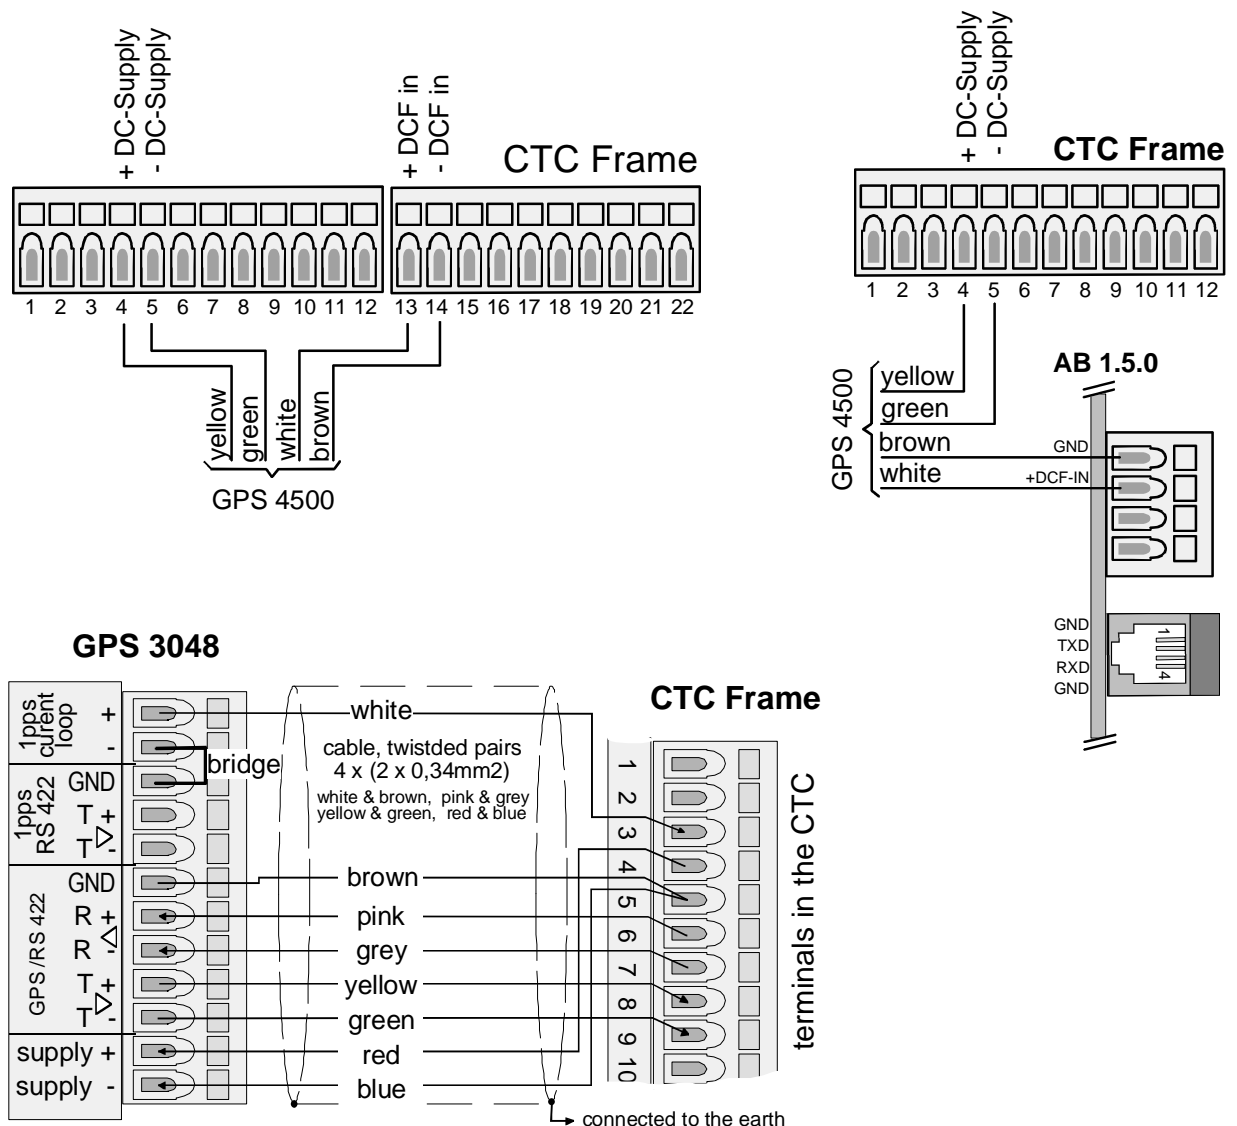 + DC-Supply
- DC-Supply
+ DCF in
- DCF in
CTC Frame
1 2 3 4 5 6 7 8 9 10 11 12 13 14 15 16 17 18 19 20 21 22
yellow
green
white
brown
GPS 4500
+ DC-Supply
- DC-Supply
CTC Frame
1 2 3 4 5 6 7 8 9 10 11 12
AB 1.5.0
GPS 4500
yellow
green
brown
white
GND
+DCF-IN
GND
TXD
RXD
GND
1
4
GPS 3048
1pps
curent
loop
+
-
1pps
RS 422
GND
T +
T -
GPS/RS 422
GND
R +
R -
T +
T -
supply +
supply -
bridge
white
cable, twistded pairs
4 x (2 x 0,34mm2)
white & brown, pink & grey
yellow & green, red & blue
brown
pink
grey
yellow
green
red
blue
CTC Frame
1
2
3
4
5
6
7
8
9
10
terminals in the CTC
connected to the earth